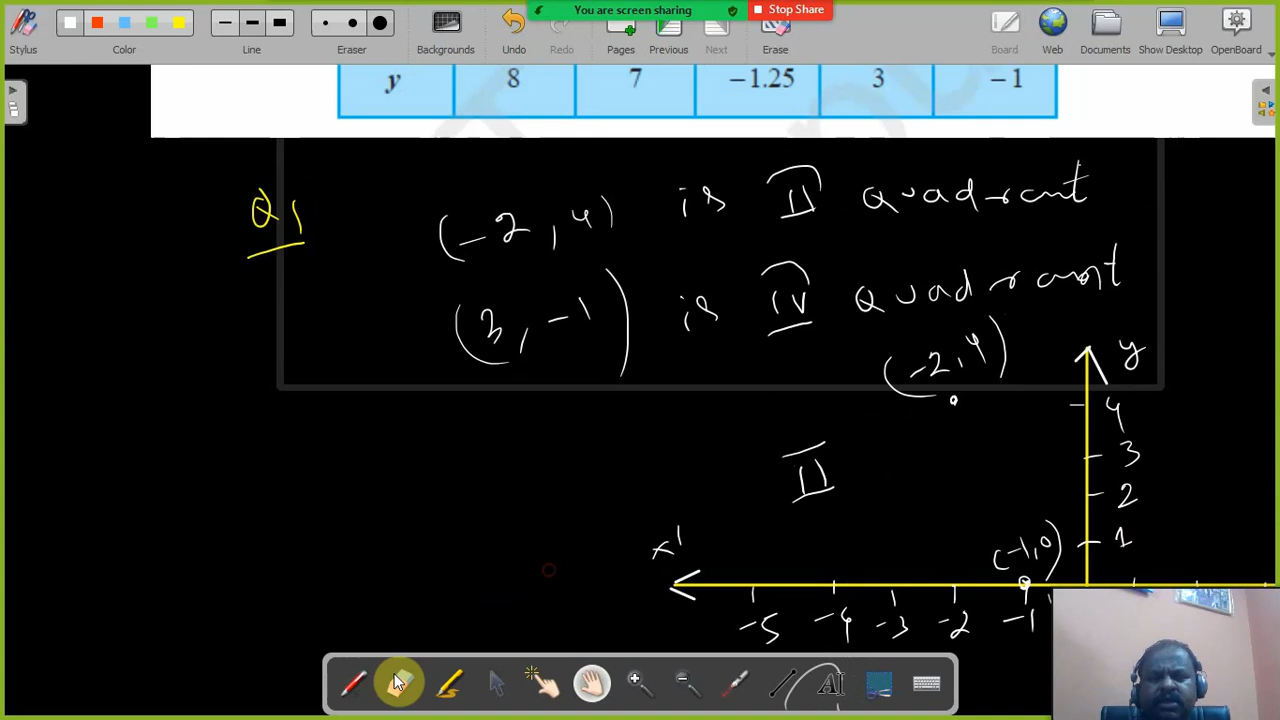 You are screen sharing Stop Share
Stylus Color Line Eraser Backgrounds Undo Redo Pages Previous Next Erase Board Web Documents Show Desktop OpenBoard
y 8 7 −1.25 3 −1
Q1
(-2, 4) is II Quadrant
(3, -1) is IV Quadrant
(-2, 4)
y
4
3
II
2
1
x'
(-1, 0)
-5 -4 -3 -2 -1